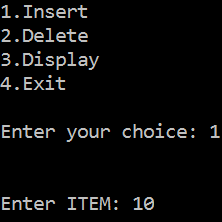 1.Insert
2.Delete
3.Display
4.Exit
Enter your choice: 1
Enter ITEM: 10